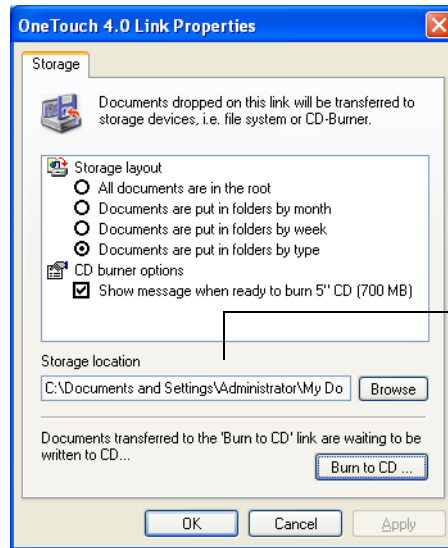 OneTouch 4.0 Link Properties
Storage
Documents dropped on this link will be transferred to
storage devices, i.e. file system or CD-Burner.
Storage layout
All documents are in the root
Documents are put in folders by month
Documents are put in folders by week
Documents are put in folders by type
CD burner options
Show message when ready to burn 5" CD (700 MB)
Storage location
C:\Documents and Settings\Administrator\My Do
Browse
Documents transferred to the 'Burn to CD' link are waiting to be
written to CD...
Burn to CD ...
OK
Cancel
Apply